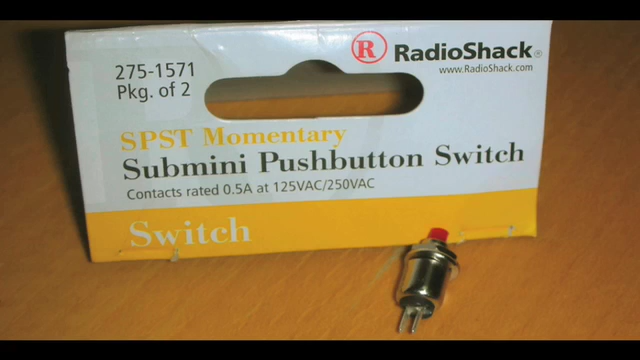 275-1571
Pkg. of 2
R RadioShack®
www.RadioShack.com
SPST Momentary
Submini Pushbutton Switch
Contacts rated 0.5A at 125VAC/250VAC
Switch